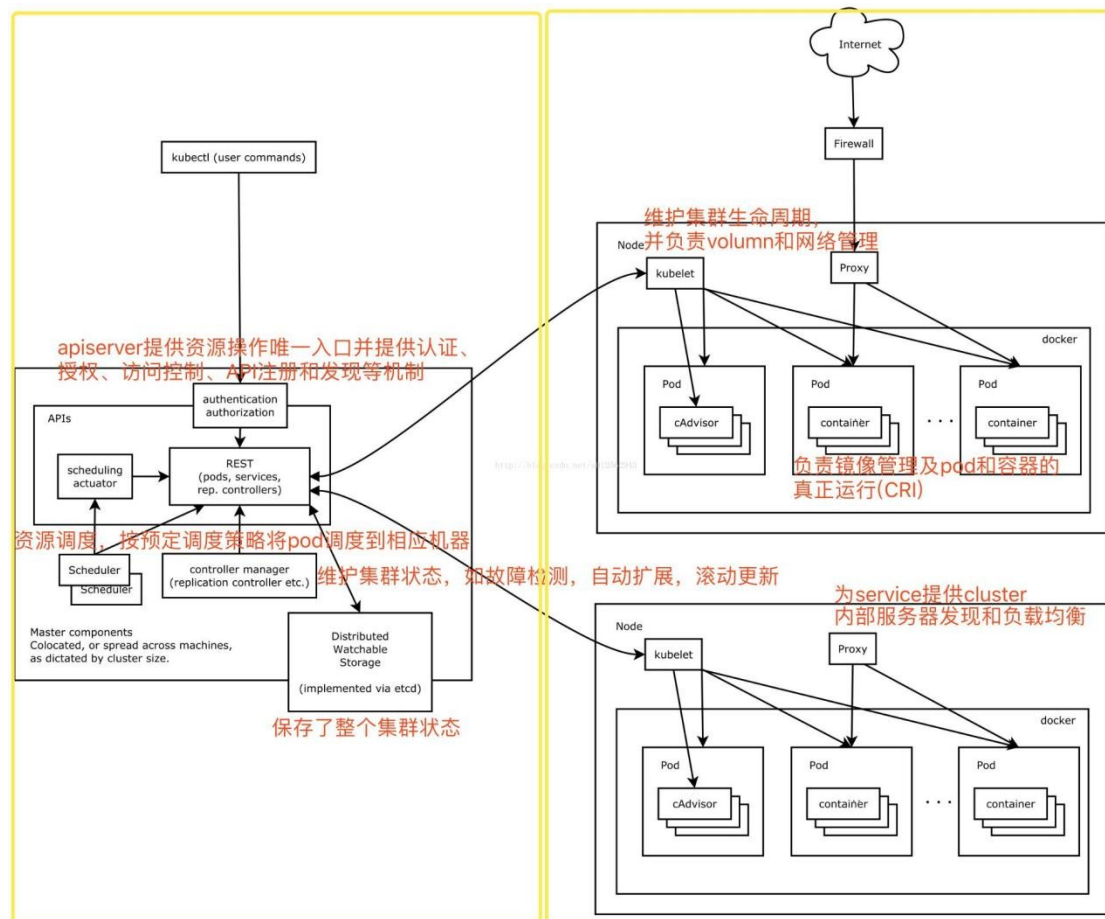 kubectl (user commands)
apiserver提供资源操作唯一入口并提供认证、
授权、访问控制、API注册和发现等机制
authentication
authorization
APIs
REST
(pods, services,
rep. controllers)
scheduling
actuator
资源调度，按预定调度策略将pod调度到相应机器
Scheduler
Scheduler
controller manager
(replication controller etc.)
维护集群状态，如故障检测，自动扩展，滚动更新
Master components
Colocated, or spread across machines,
as dictated by cluster size.
Distributed
Watchable
Storage
(implemented via etcd)
保存了整个集群状态
Internet
Firewall
维护集群生命周期，
并负责volumn和网络管理
Node
kubelet
Proxy
docker
Pod
cAdvisor
Pod
container
· · ·
Pod
container
负责镜像管理及pod和容器的
真正运行(CRI)
为service提供cluster
内部服务器发现和负载均衡
Node
kubelet
Proxy
docker
Pod
cAdvisor
Pod
container
· · ·
Pod
container